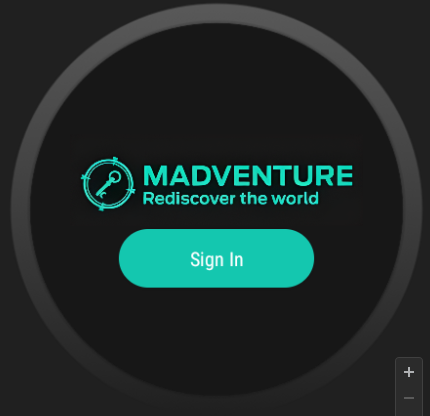 MADVENTURE
Rediscover the world
Sign In